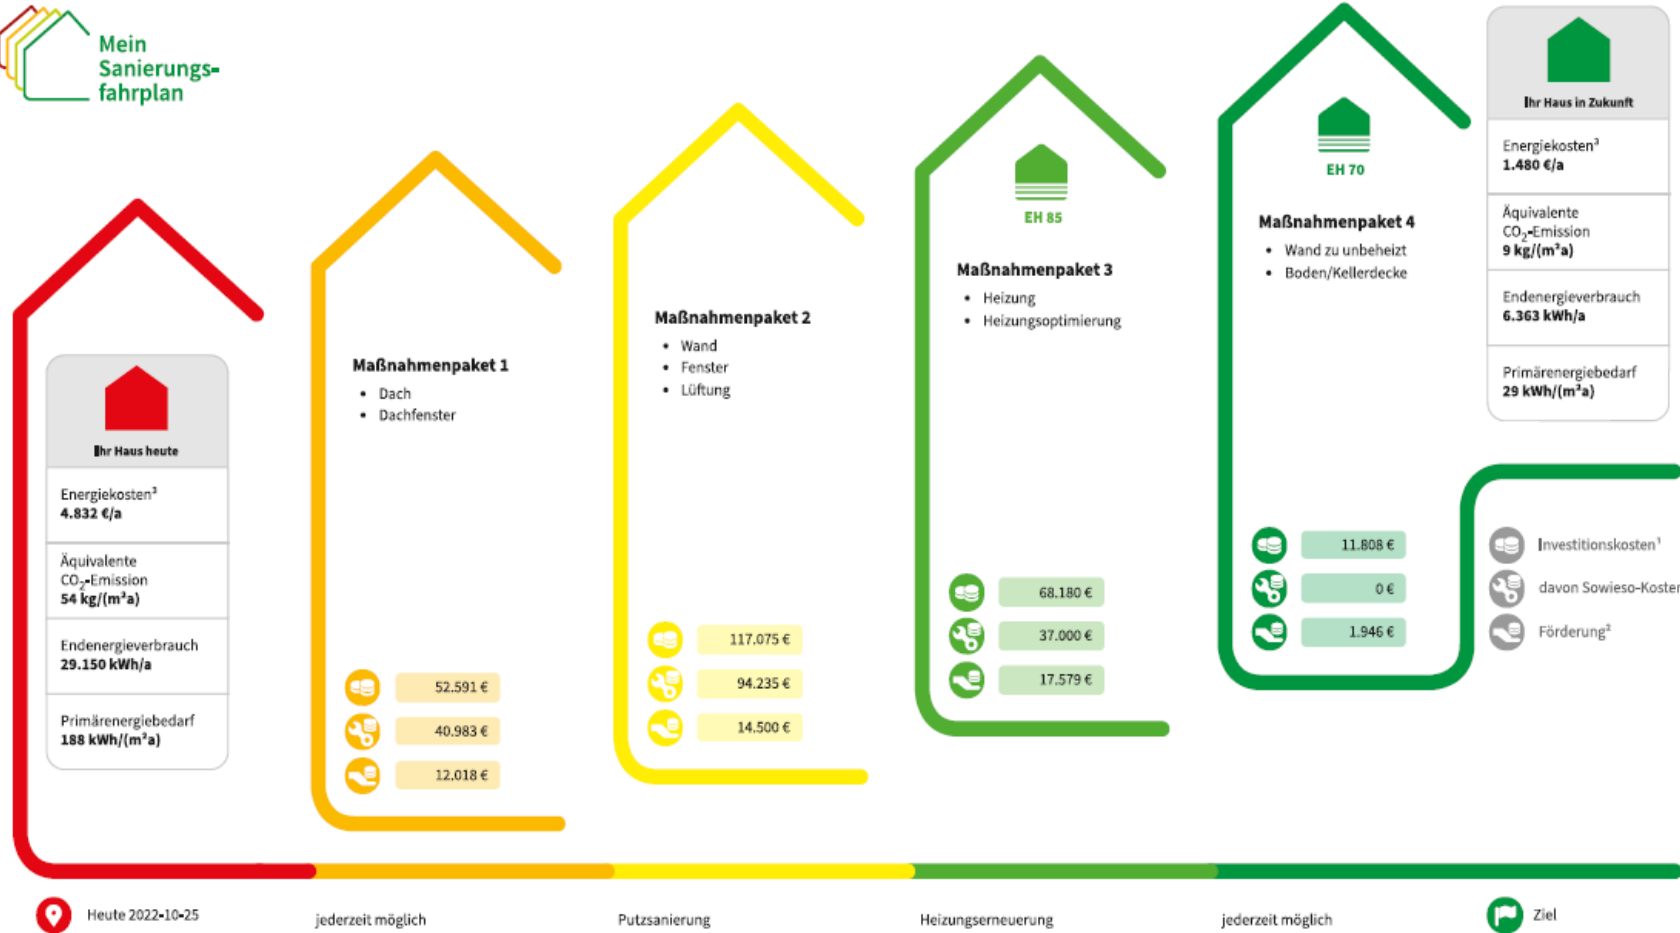 Mein
Sanierungs-
fahrplan
Ihr Haus heute
Energiekosten³
4.832 €/a
Äquivalente
CO₂-Emission
54 kg/(m²a)
Endenergieverbrauch
29.150 kWh/a
Primärenergiebedarf
188 kWh/(m²a)
Maßnahmenpaket 1
• Dach
• Dachfenster
52.591 €
40.983 €
12.018 €
Maßnahmenpaket 2
• Wand
• Fenster
• Lüftung
117.075 €
94.235 €
14.500 €
EH 85
Maßnahmenpaket 3
• Heizung
• Heizungsoptimierung
68.180 €
37.000 €
17.579 €
EH 70
Maßnahmenpaket 4
• Wand zu unbeheizt
• Boden/Kellerdecke
11.808 €
0 €
1.946 €
Ihr Haus in Zukunft
Energiekosten³
1.480 €/a
Äquivalente
CO₂-Emission
9 kg/(m²a)
Endenergieverbrauch
6.363 kWh/a
Primärenergiebedarf
29 kWh/(m²a)
Investitionskosten¹
davon Sowieso-Kosten
Förderung²
Heute 2022-10-25
jederzeit möglich
Putzsanierung
Heizungserneuerung
jederzeit möglich
Ziel